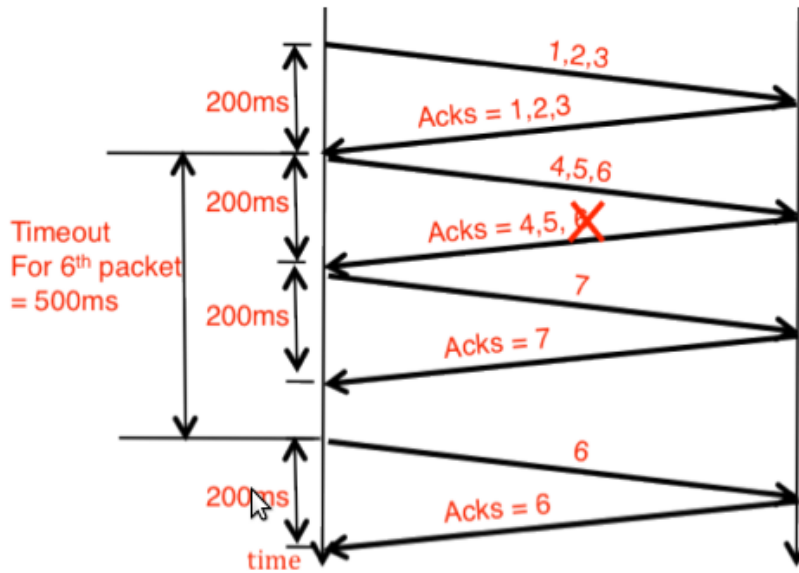 1,2,3
200ms
Acks = 1,2,3
4,5,6
200ms
Acks = 4,5,
Timeout
For 6th packet
= 500ms
7
200ms
Acks = 7
6
200ms
Acks = 6
time